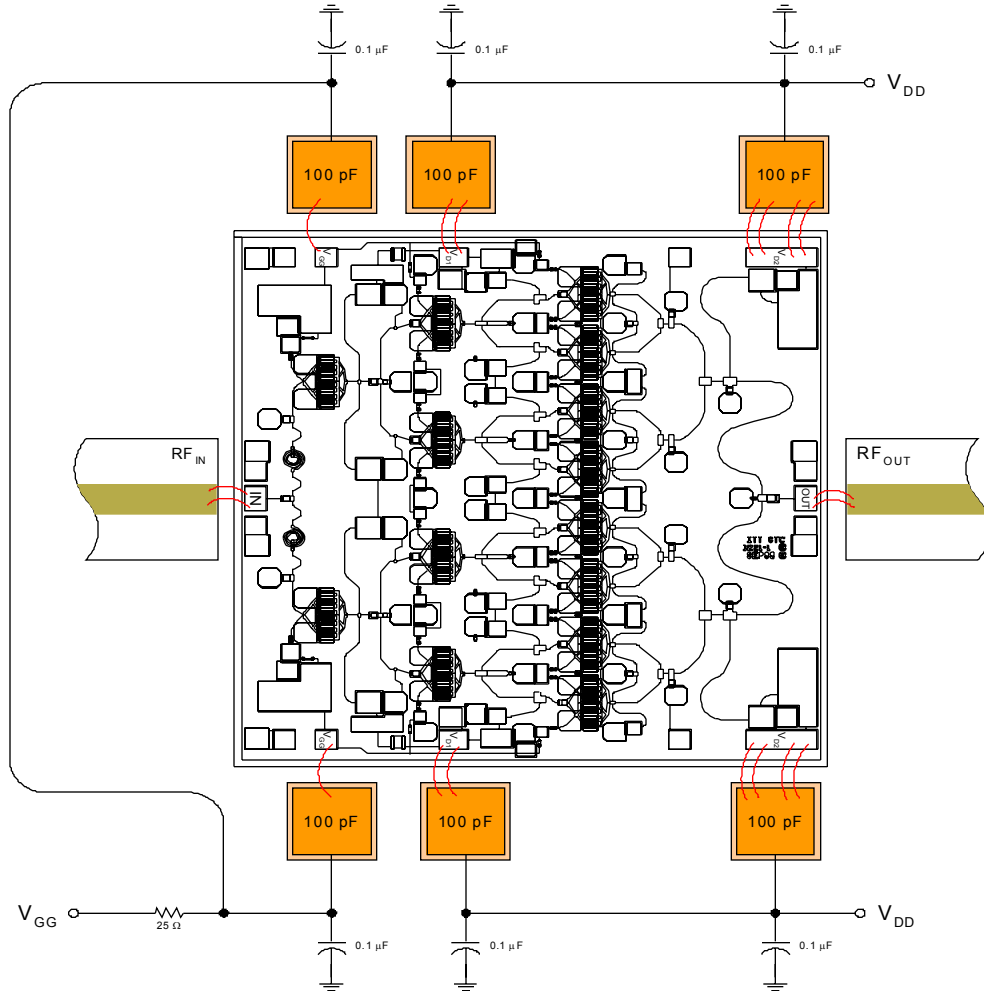 0.1 μF
0.1 μF
0.1 μF
VDD
100 pF
100 pF
100 pF
VGG
VD1
VD2
RFIN
RFOUT
IN
OUT
VGG
VD1
VD2
100 pF
100 pF
100 pF
VGG
25 Ω
VDD
0.1 μF
0.1 μF
0.1 μF